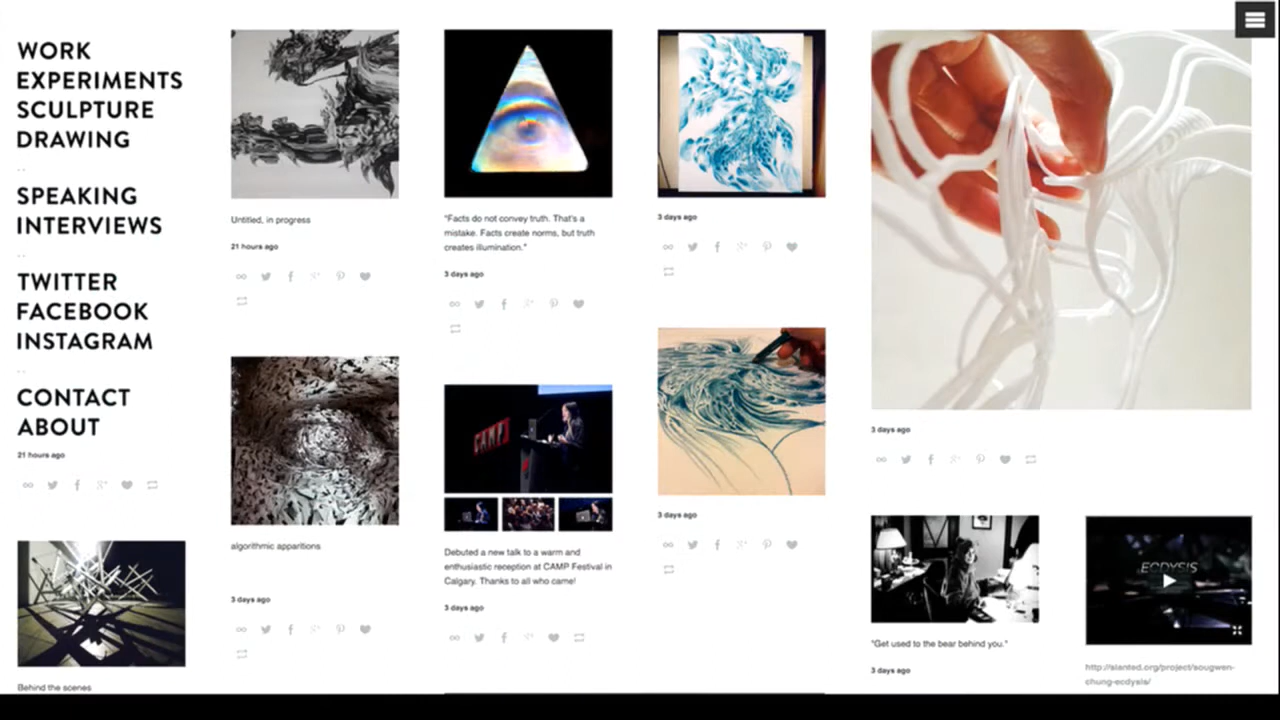 WORK
EXPERIMENTS
SCULPTURE
DRAWING
..
SPEAKING
INTERVIEWS
..
TWITTER
FACEBOOK
INSTAGRAM
..
CONTACT
ABOUT
21 hours ago
Behind the scenes
Untitled, in progress
21 hours ago
algorithmic apparitions
3 days ago
"Facts do not convey truth. That's a
mistake. Facts create norms, but truth
creates illumination."
3 days ago
CAMP
Debuted a new talk to a warm and
enthusiastic reception at CAMP Festival in
Calgary. Thanks to all who came!
3 days ago
3 days ago
3 days ago
3 days ago
"Get used to the bear behind you."
3 days ago
ECDYSIS
http://slanted.org/project/sougwen-
chung-ecdysis/